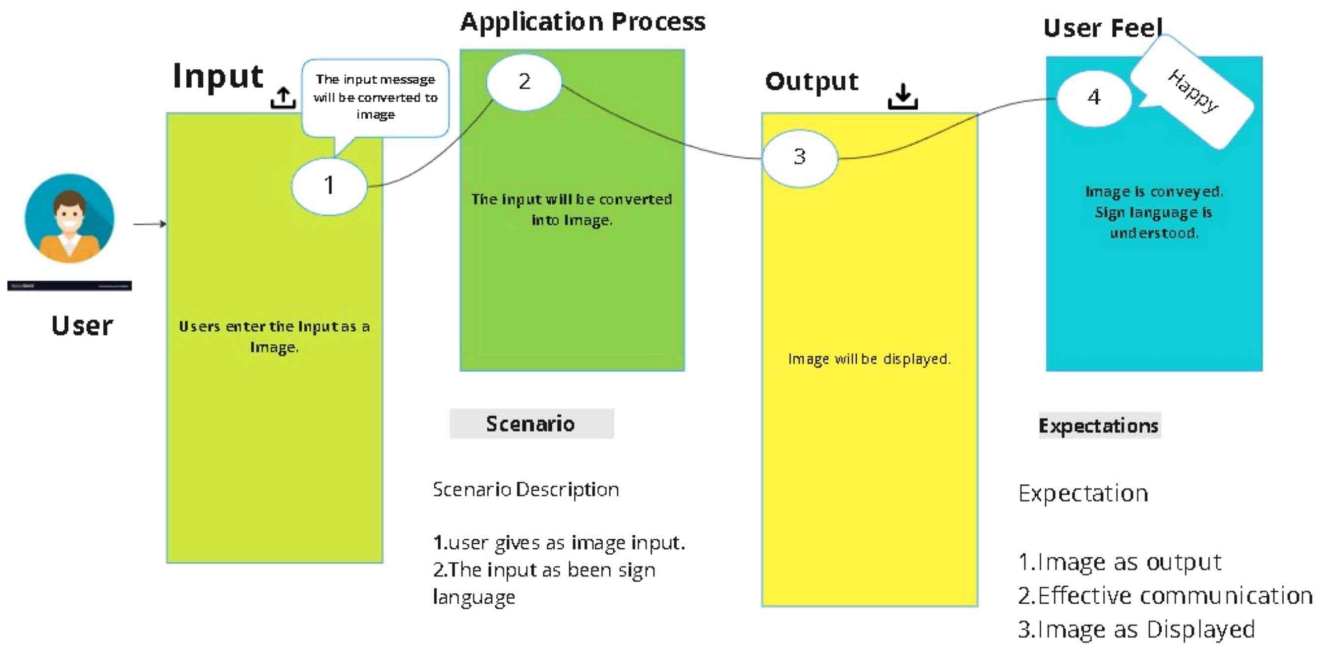 Application Process
User Feel
Input
The input message
will be converted to
image
2
Output
4
Happy
1
3
The input will be converted
into Image.
Image is conveyed.
Sign language is
understood.
User
Users enter the Input as a
Image.
Image will be displayed.
Scenario
Expectations
Scenario Description
1.user gives as image input.
2.The input as been sign
language
Expectation
1.Image as output
2.Effective communication
3.Image as Displayed